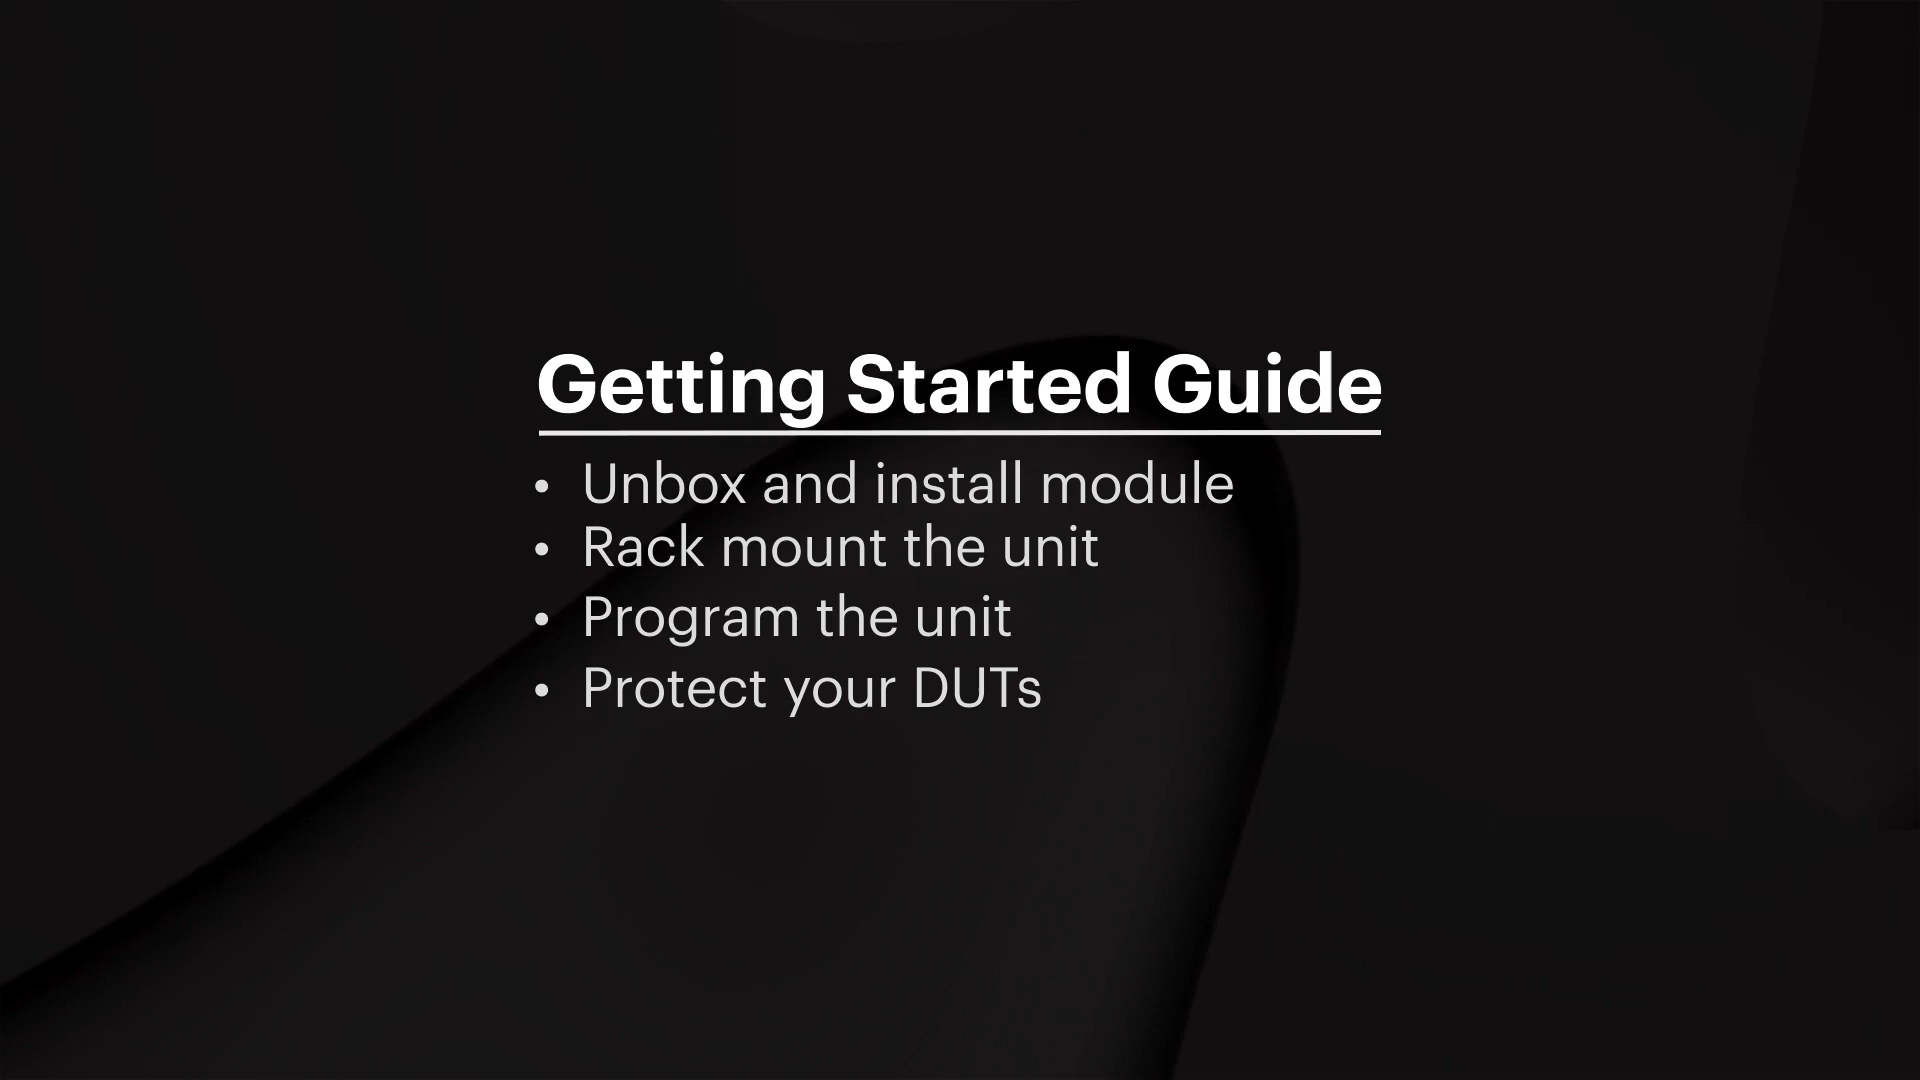 Getting Started Guide
• Unbox and install module
• Rack mount the unit
• Program the unit
• Protect your DUTs